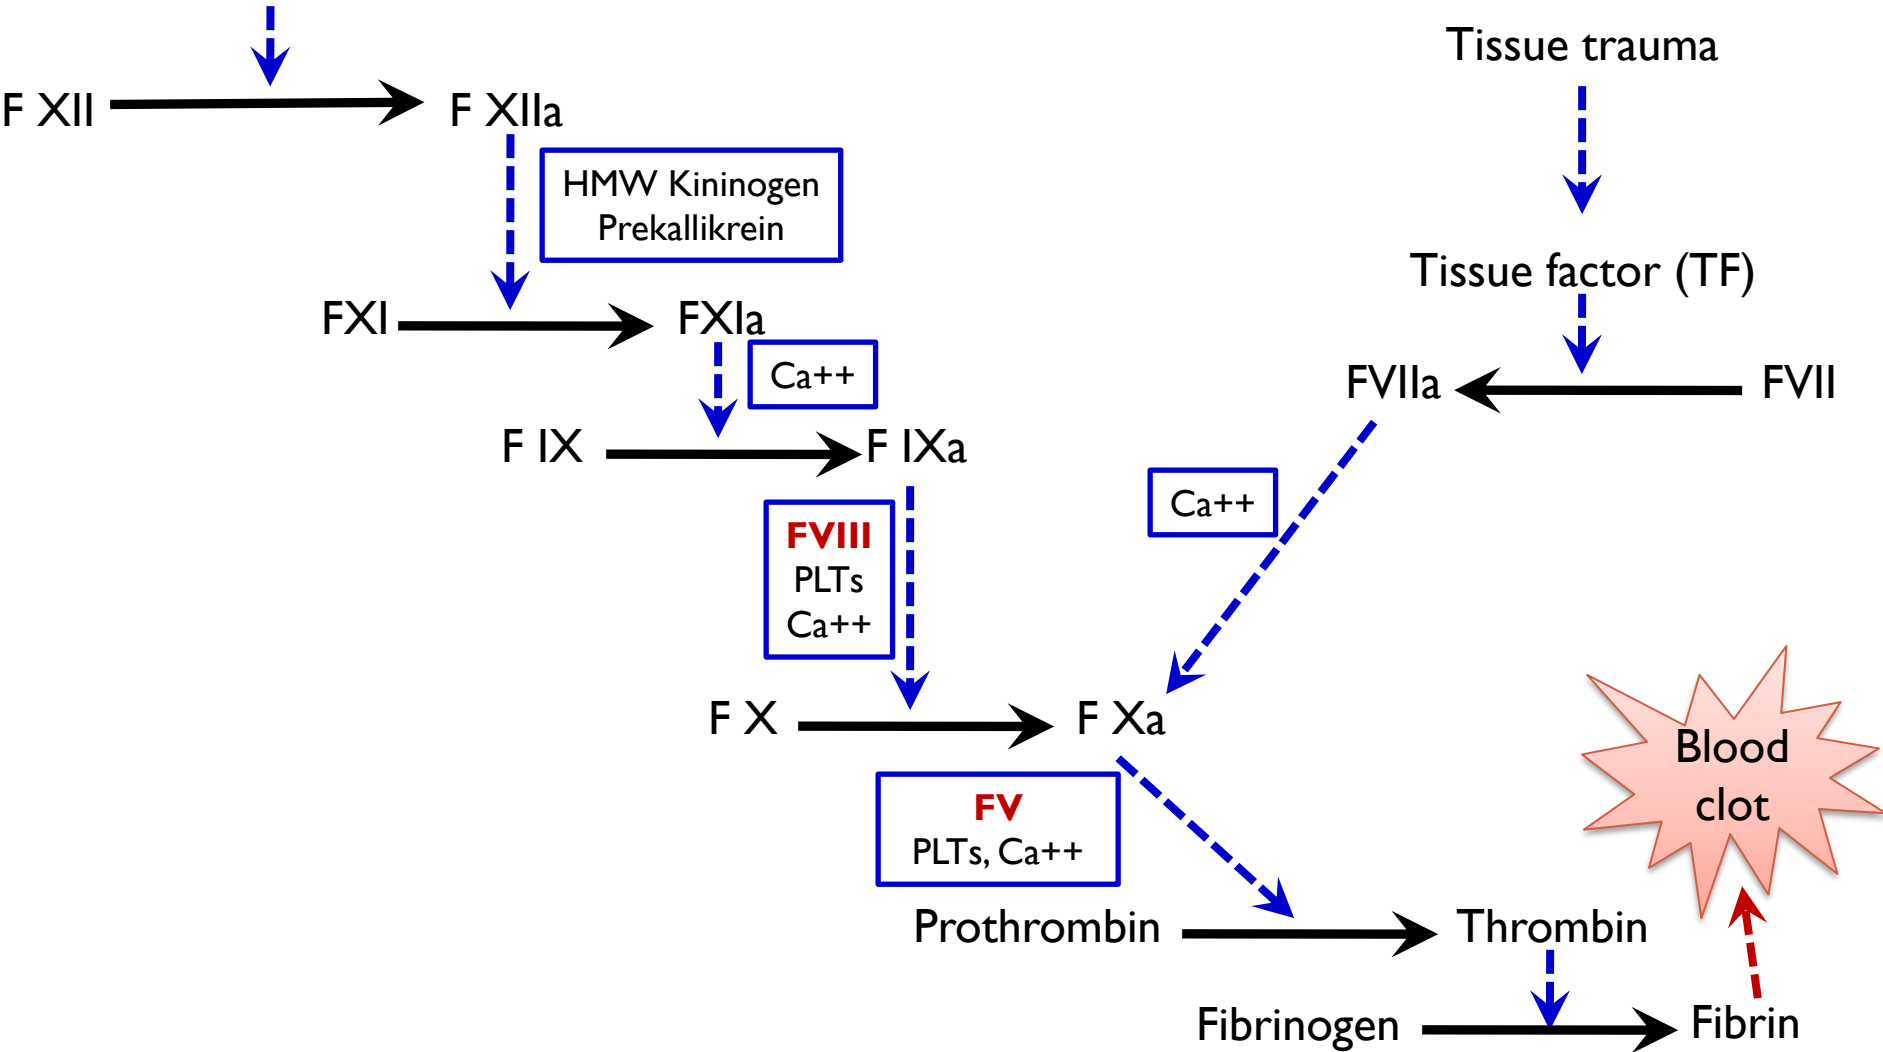 Tissue trauma
F XII
F XIIa
HMW Kininogen
Prekallikrein
Tissue factor (TF)
FXI
FXIa
Ca++
FVIIa
FVII
F IX
F IXa
Ca++
FVIII
PLTs
Ca++
F X
F Xa
Blood
clot
FV
PLTs, Ca++
Prothrombin
Thrombin
Fibrinogen
Fibrin